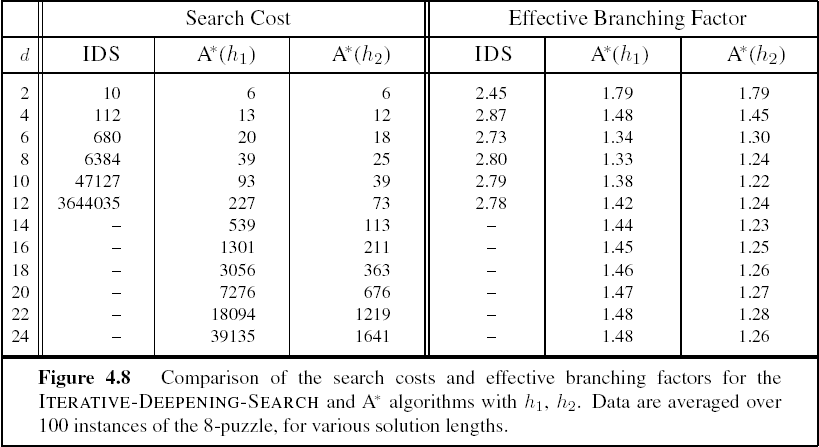 Search Cost Effective Branching Factor
d IDS A*(h1) A*(h2) IDS A*(h1) A*(h2)
2 10 6 6 2.45 1.79 1.79
4 112 13 12 2.87 1.48 1.45
6 680 20 18 2.73 1.34 1.30
8 6384 39 25 2.80 1.33 1.24
10 47127 93 39 2.79 1.38 1.22
12 3644035 227 73 2.78 1.42 1.24
14 – 539 113 – 1.44 1.23
16 – 1301 211 – 1.45 1.25
18 – 3056 363 – 1.46 1.26
20 – 7276 676 – 1.47 1.27
22 – 18094 1219 – 1.48 1.28
24 – 39135 1641 – 1.48 1.26
Figure 4.8 Comparison of the search costs and effective branching factors for the
ITERATIVE-DEEPENING-SEARCH and A* algorithms with h1, h2. Data are averaged over
100 instances of the 8-puzzle, for various solution lengths.